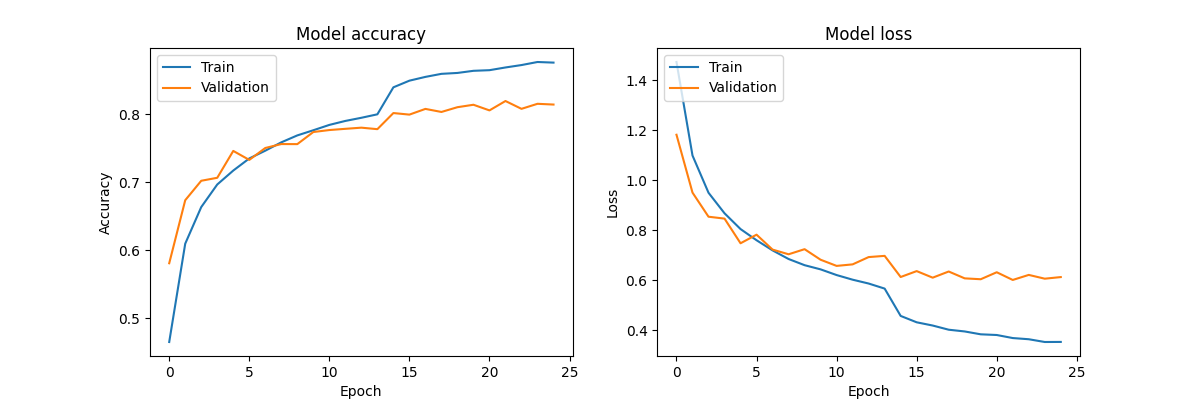 Model accuracy
Train
Validation
0.8
0.7
0.6
0.5
Accuracy
0 5 10 15 20 25
Epoch
Model loss
Train
Validation
1.4
1.2
1.0
0.8
0.6
0.4
Loss
0 5 10 15 20 25
Epoch